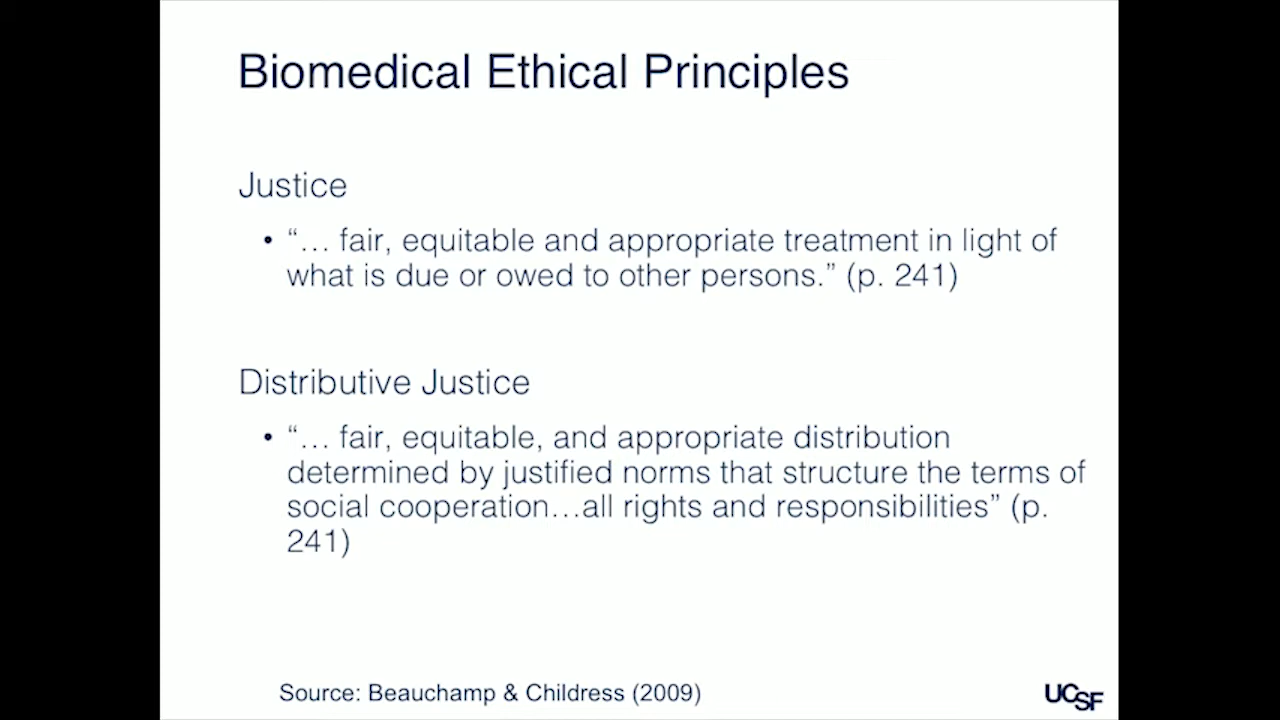 Biomedical Ethical Principles
Justice
• “… fair, equitable and appropriate treatment in light of
what is due or owed to other persons.” (p. 241)
Distributive Justice
• “… fair, equitable, and appropriate distribution
determined by justified norms that structure the terms of
social cooperation…all rights and responsibilities” (p.
241)
Source: Beauchamp & Childress (2009)
UCSF